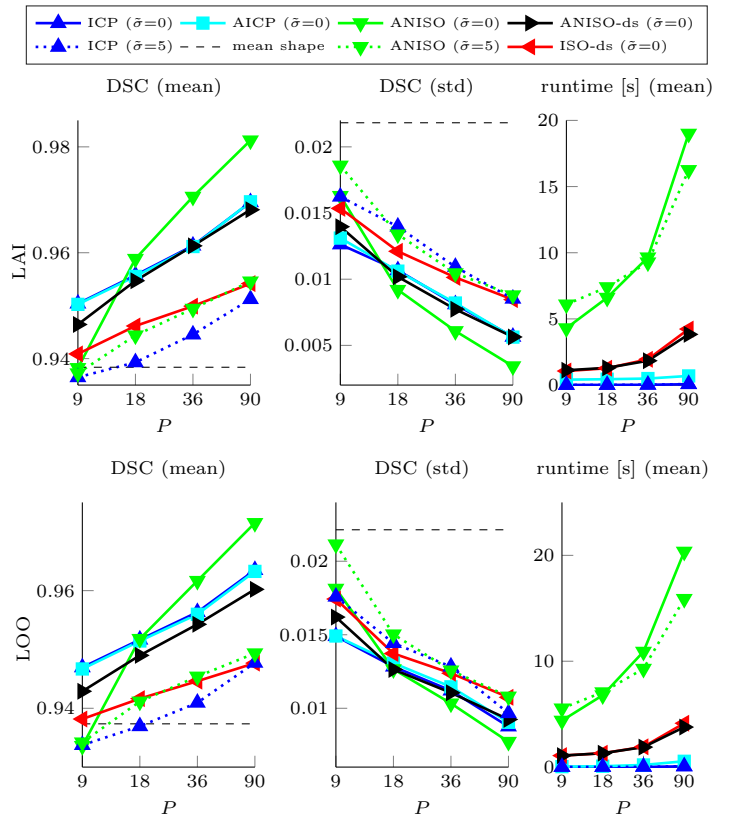 ICP (σ̃=0) AICP (σ̃=0) ANISO (σ̃=0) ANISO-ds (σ̃=0)
ICP (σ̃=5) mean shape ANISO (σ̃=5) ISO-ds (σ̃=0)
DSC (mean) DSC (std) runtime [s] (mean)
LAI
0.98
0.96
0.94
9 18 36 90
P
0.02
0.015
0.01
0.005
9 18 36 90
P
20
15
10
5
0
9 18 36 90
P
DSC (mean) DSC (std) runtime [s] (mean)
LOO
0.96
0.94
9 18 36 90
P
0.02
0.015
0.01
9 18 36 90
P
20
10
0
9 18 36 90
P